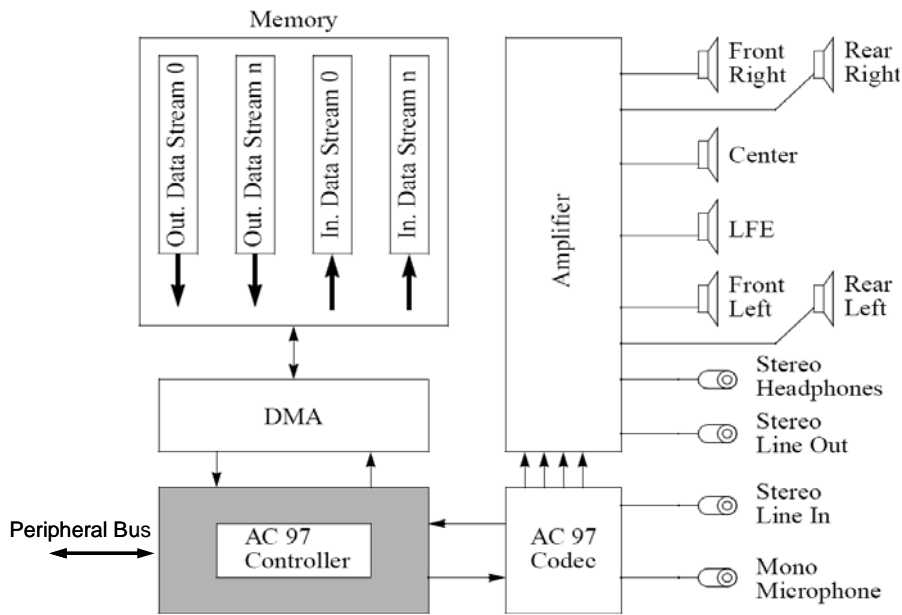 Memory
Out. Data Stream 0
Out. Data Stream n
In. Data Stream 0
In. Data Stream n
DMA
Peripheral Bus
AC 97
Controller
Amplifier
AC 97
Codec
Front
Right
Rear
Right
Center
LFE
Front
Left
Rear
Left
Stereo
Headphones
Stereo
Line Out
Stereo
Line In
Mono
Microphone